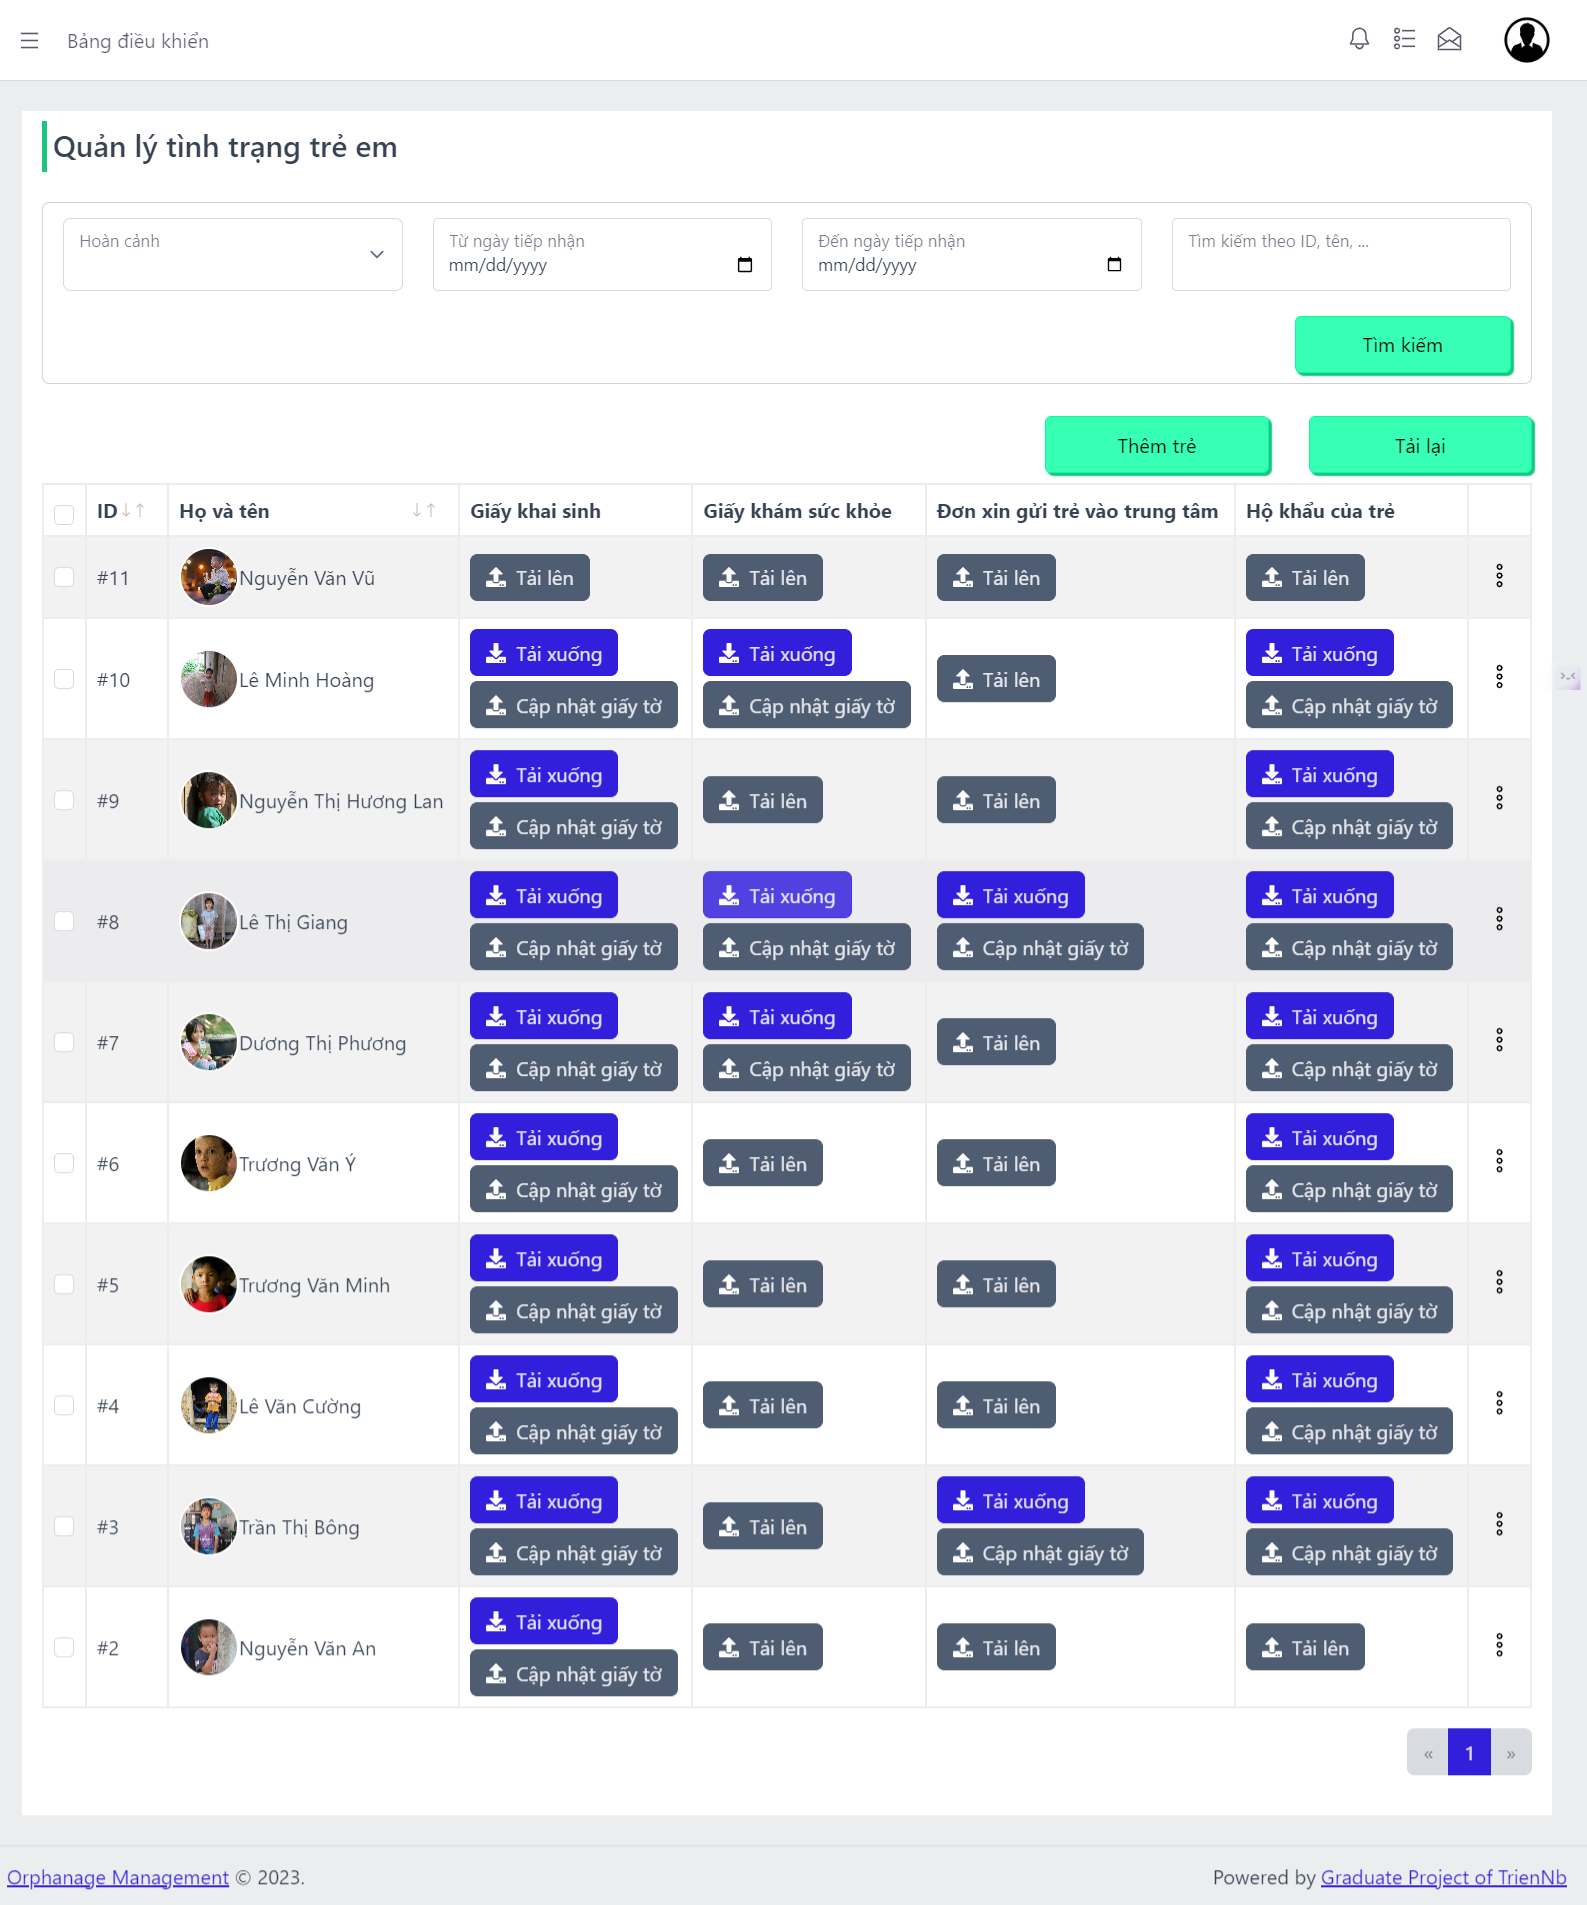 Bảng điều khiển
Quản lý tình trạng trẻ em
Hoàn cảnh
Từ ngày tiếp nhận
mm/dd/yyyy
Đến ngày tiếp nhận
mm/dd/yyyy
Tìm kiếm theo ID, tên, ...
Tìm kiếm
Thêm trẻ Tải lại
ID↓↑ Họ và tên ↓↑ Giấy khai sinh Giấy khám sức khỏe Đơn xin gửi trẻ vào trung tâm Hộ khẩu của trẻ
#11 Nguyễn Văn Vũ Tải lên Tải lên Tải lên Tải lên
#10 Lê Minh Hoàng Tải xuống Cập nhật giấy tờ Tải xuống Cập nhật giấy tờ Tải lên Tải xuống Cập nhật giấy tờ
#9 Nguyễn Thị Hương Lan Tải xuống Cập nhật giấy tờ Tải lên Tải lên Tải xuống Cập nhật giấy tờ
#8 Lê Thị Giang Tải xuống Cập nhật giấy tờ Tải xuống Cập nhật giấy tờ Tải xuống Cập nhật giấy tờ Tải xuống Cập nhật giấy tờ
#7 Dương Thị Phương Tải xuống Cập nhật giấy tờ Tải xuống Cập nhật giấy tờ Tải lên Tải xuống Cập nhật giấy tờ
#6 Trương Văn Ý Tải xuống Cập nhật giấy tờ Tải lên Tải lên Tải xuống Cập nhật giấy tờ
#5 Trương Văn Minh Tải xuống Cập nhật giấy tờ Tải lên Tải lên Tải xuống Cập nhật giấy tờ
#4 Lê Văn Cường Tải xuống Cập nhật giấy tờ Tải lên Tải lên Tải xuống Cập nhật giấy tờ
#3 Trần Thị Bông Tải xuống Cập nhật giấy tờ Tải lên Tải xuống Cập nhật giấy tờ Tải xuống Cập nhật giấy tờ
#2 Nguyễn Văn An Tải xuống Cập nhật giấy tờ Tải lên Tải lên Tải lên
« 1 »
Orphanage Management © 2023. Powered by Graduate Project of TrienNb